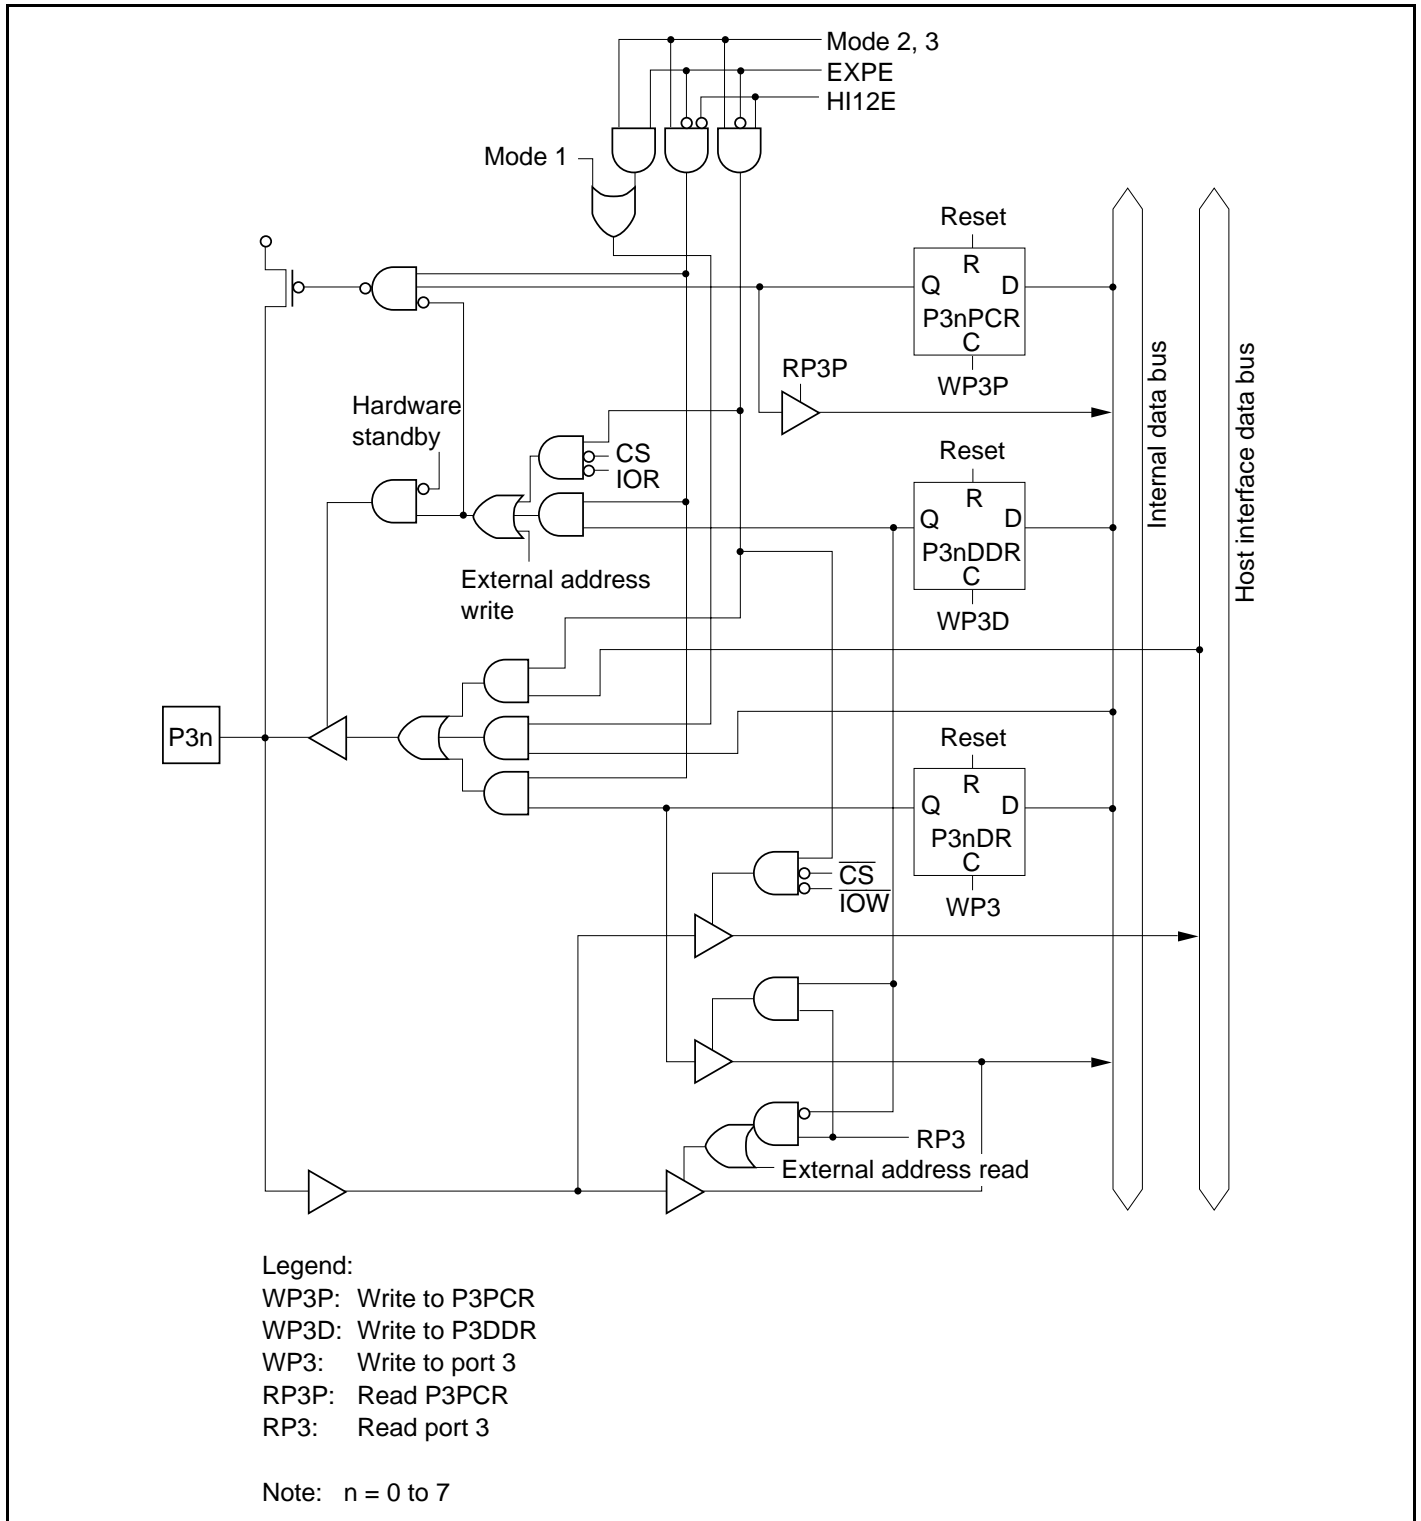 Mode 2, 3
EXPE
HI12E
Mode 1
Reset
R
Q D
P3nPCR
C
WP3P
RP3P
Hardware
standby
CS
IOR
Reset
R
Q D
P3nDDR
C
WP3D
External address
write
Internal data bus
Host interface data bus
P3n
Reset
R
Q D
P3nDR
C
WP3
CS
IOW
RP3
External address read
Legend:
WP3P: Write to P3PCR
WP3D: Write to P3DDR
WP3: Write to port 3
RP3P: Read P3PCR
RP3: Read port 3
Note: n = 0 to 7